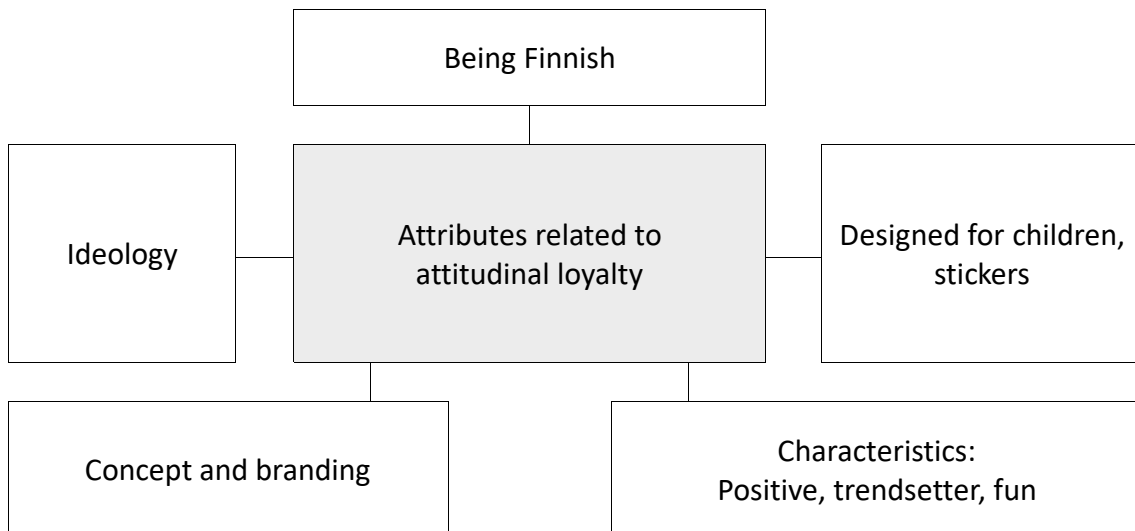 Being Finnish
Ideology
Attributes related to
attitudinal loyalty
Designed for children,
stickers
Concept and branding
Characteristics:
Positive, trendsetter, fun